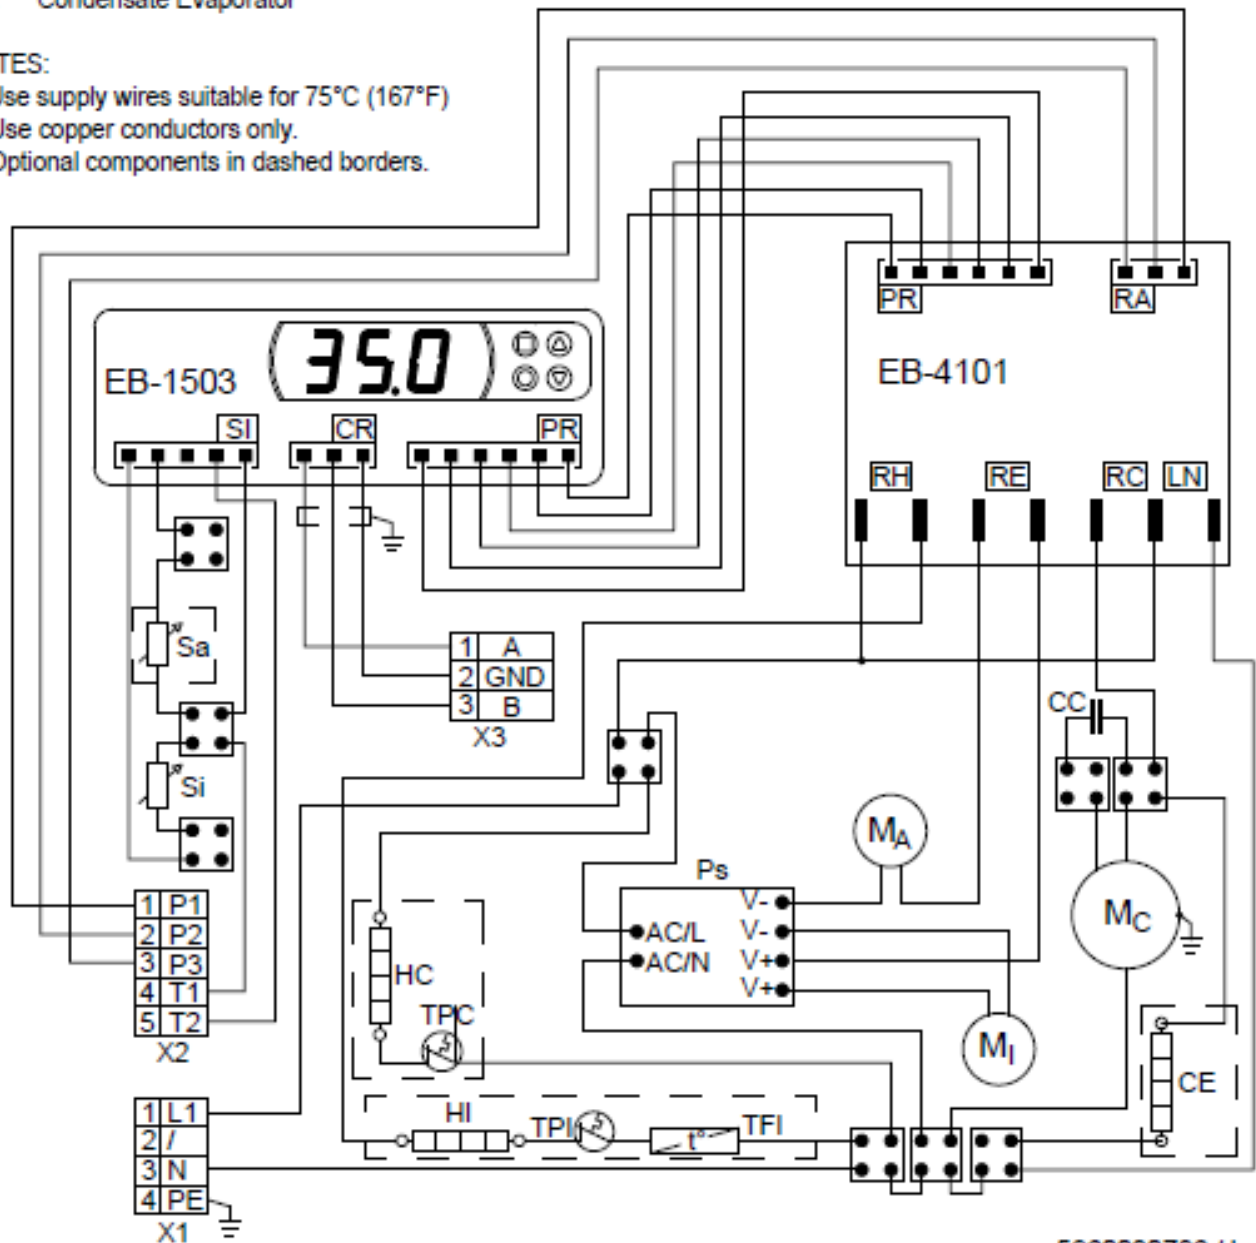 Condensate Evaporator
TES:
Use supply wires suitable for 75°C (167°F)
Use copper conductors only.
Optional components in dashed borders.
PR
RA
EB-4101
EB-1503
35.0
SI
CR
PR
RH
RE
RC
LN
Sa
1 A
2 GND
3 B
X3
CC
Si
MA
Ps
V-
AC/L
V-
AC/N
V+
V+
MC
1 P1
2 P2
3 P3
4 T1
5 T2
X2
HC
TPC
MI
CE
HI
TPI
t°
TFI
1 L1
2 /
3 N
4 PE
X1